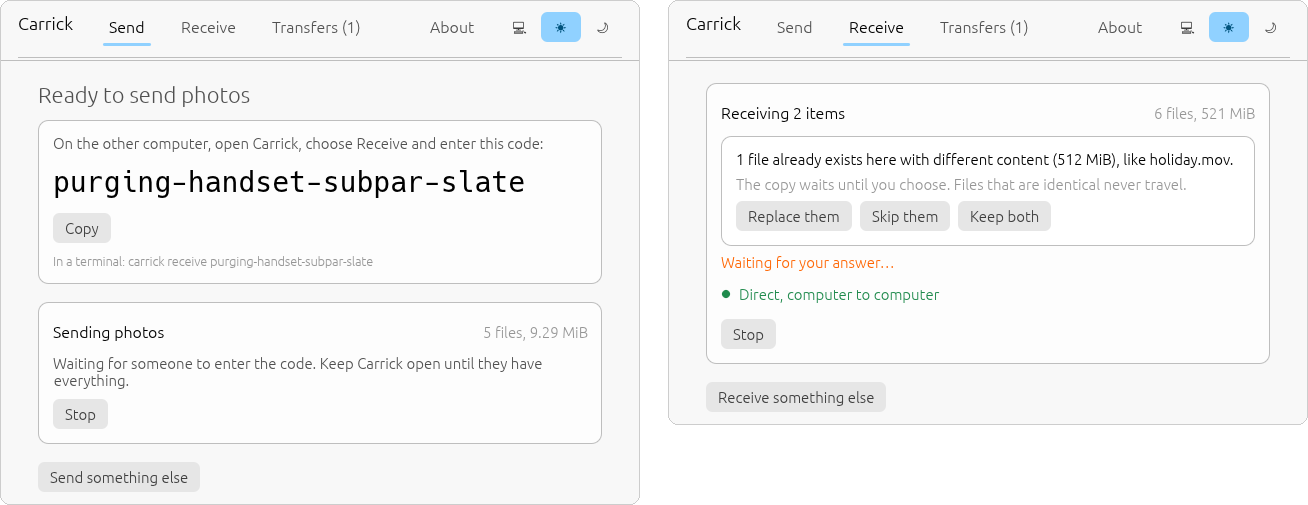 Carrick Send Receive Transfers (1) About
Ready to send photos
On the other computer, open Carrick, choose Receive and enter this code:
purging-handset-subpar-slate
Copy
In a terminal: carrick receive purging-handset-subpar-slate
Sending photos 5 files, 9.29 MiB
Waiting for someone to enter the code. Keep Carrick open until they have
everything.
Stop
Send something else
Carrick Send Receive Transfers (1) About
Receiving 2 items 6 files, 521 MiB
1 file already exists here with different content (512 MiB), like holiday.mov.
The copy waits until you choose. Files that are identical never travel.
Replace them Skip them Keep both
Waiting for your answer…
Direct, computer to computer
Stop
Receive something else